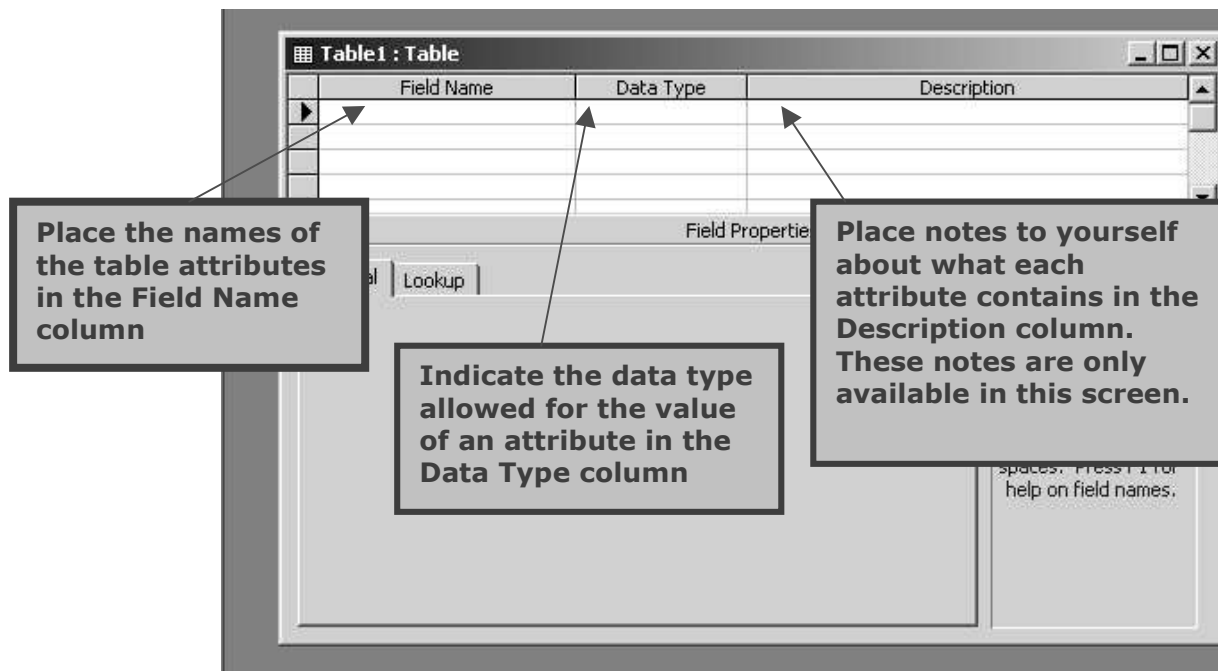 Table1 : Table
Field Name Data Type Description
Place the names of
the table attributes
in the Field Name
column
Field
Lookup
Indicate the data type
allowed for the value
of an attribute in the
Data Type column
Place notes to yourself
about what each
attribute contains in the
Description column.
These notes are only
available in this screen.
help on field names.